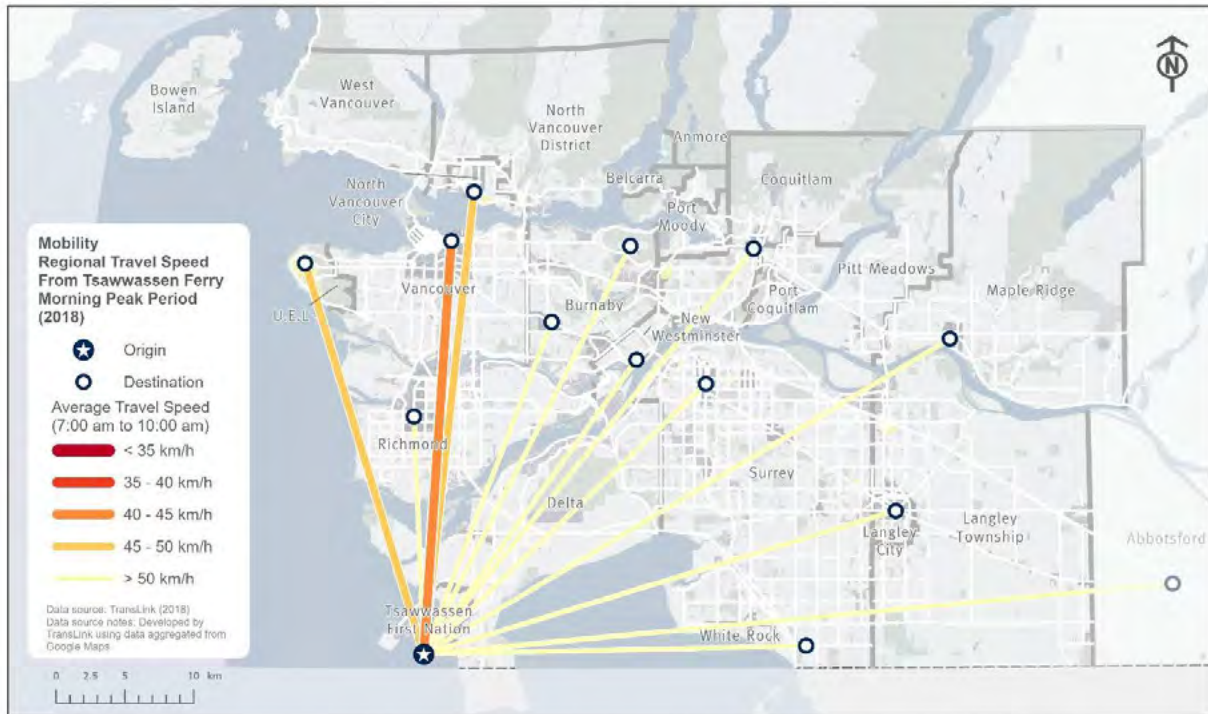 N
Bowen
Island
West
Vancouver
North
Vancouver
District
Anmore
Belcarra
Coquitlam
North
Vancouver
City
Port
Moody
Mobility
Regional Travel Speed
From Tsawwassen Ferry
Morning Peak Period
(2018)
Origin
Destination
Average Travel Speed
(7:00 am to 10:00 am)
< 35 km/h
35 - 40 km/h
40 - 45 km/h
45 - 50 km/h
> 50 km/h
Data source: TransLink (2018)
Data source notes: Developed by
TransLink using data aggregated from
Google Maps
0 2.5 5 10 km
U.E.L
Vancouver
Burnaby
New
Westminster
Port
Coquitlam
Pitt Meadows
Maple Ridge
Richmond
Delta
Surrey
Langley
City
Langley
Township
Abbotsford
Tsawwassen
First Nation
White Rock